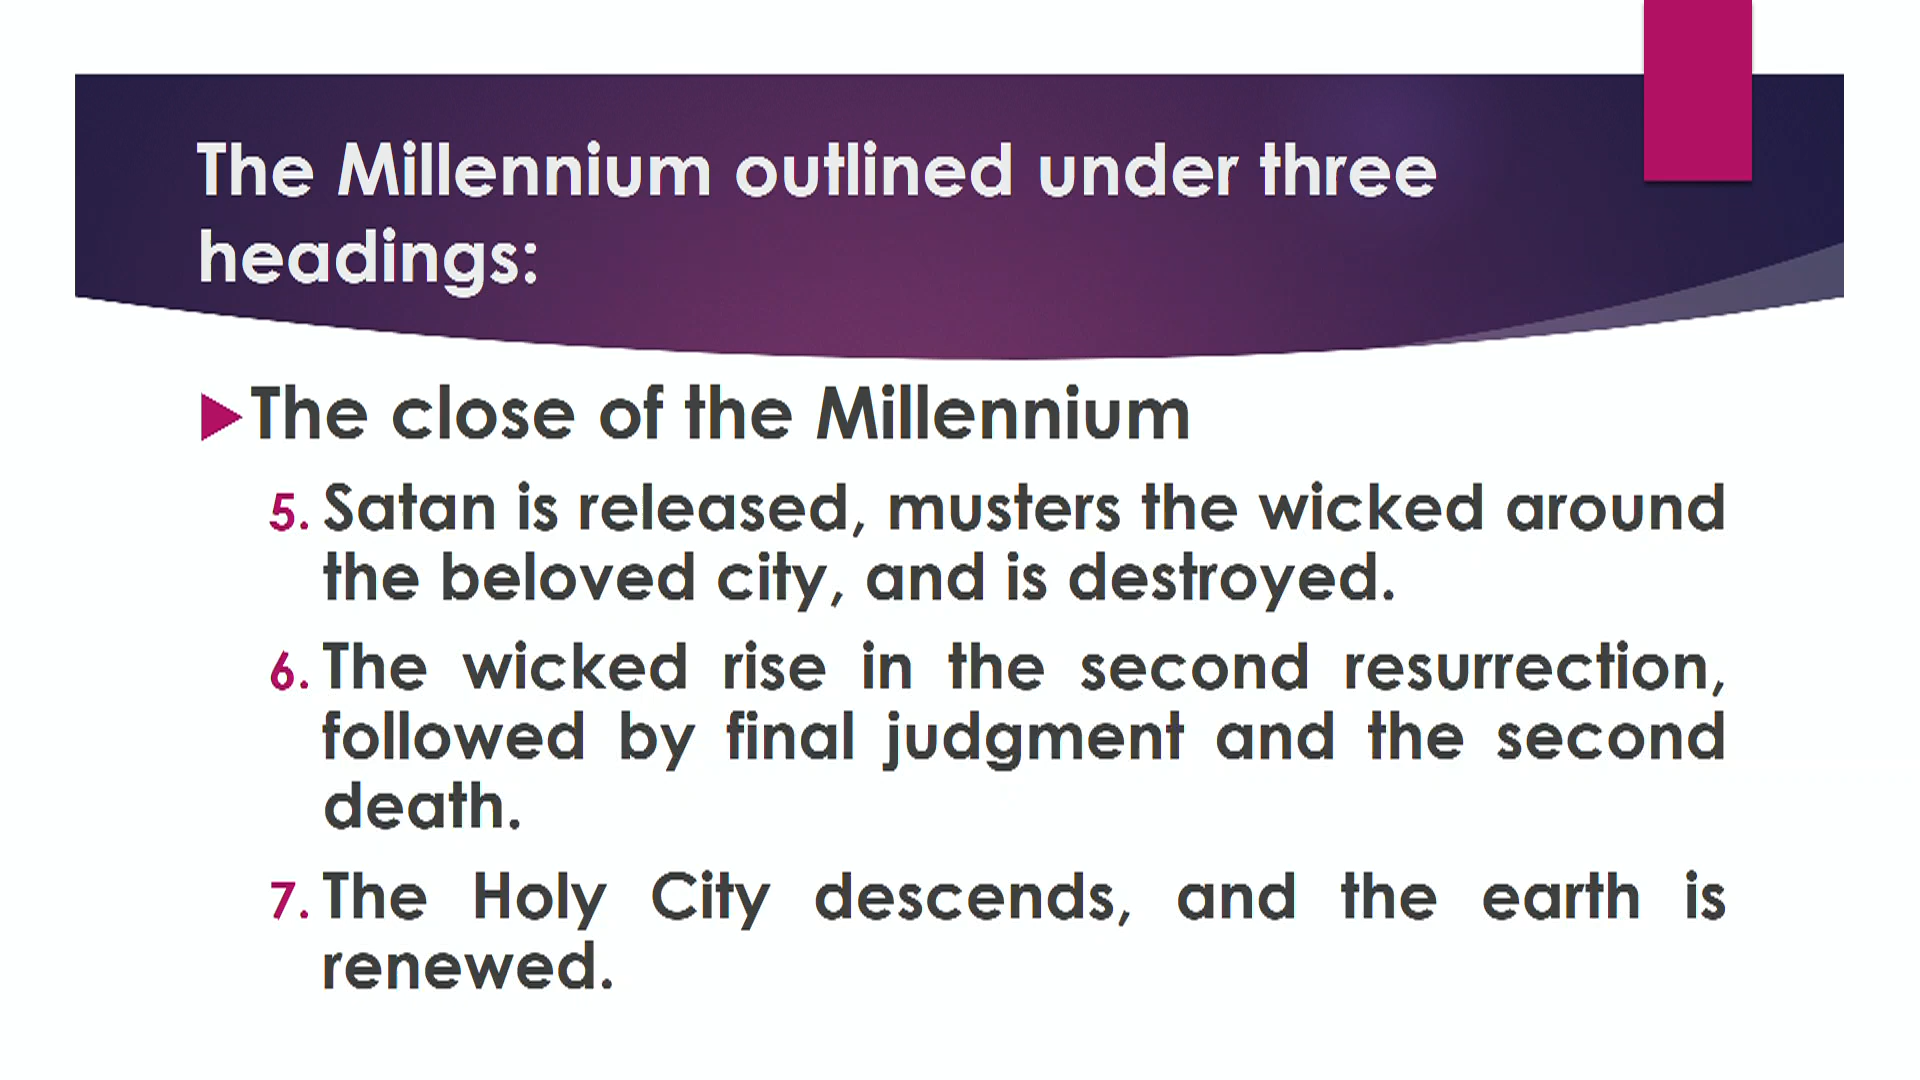 The Millennium outlined under three
headings:
The close of the Millennium
5. Satan is released, musters the wicked around
the beloved city, and is destroyed.
6. The wicked rise in the second resurrection,
followed by final judgment and the second
death.
7. The Holy City descends, and the earth is
renewed.